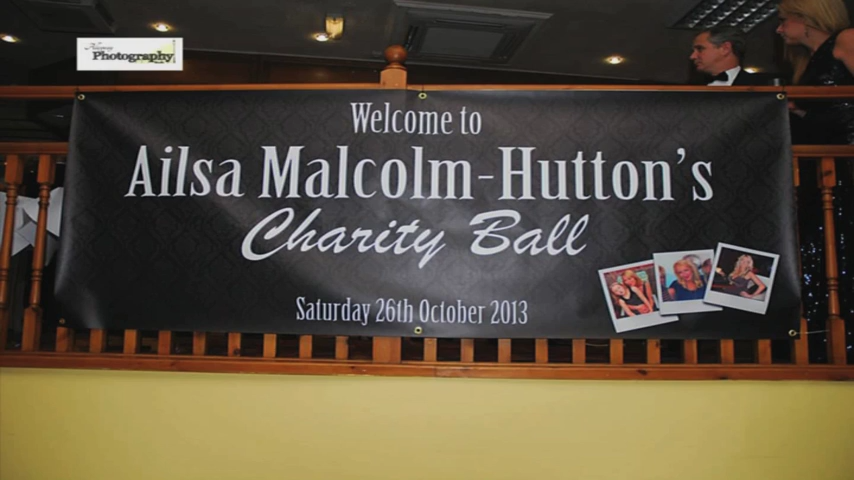 Photography
Welcome to
Ailsa Malcolm-Hutton's
Charity Ball
Saturday 26th October 2013